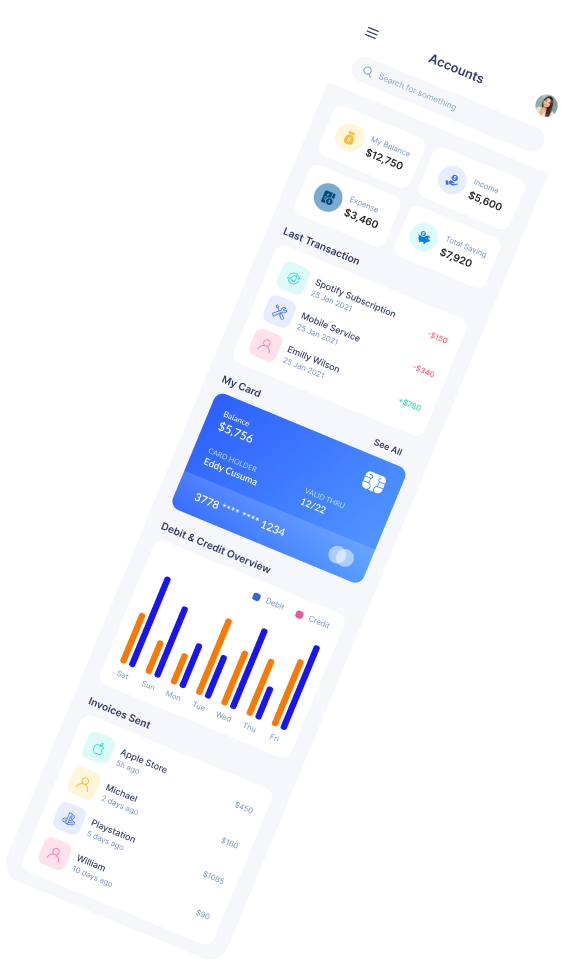 Accounts
Search for something
My Balance
$12,750
Income
$5,600
Expense
$3,460
Total Saving
$7,920
Last Transaction
Spotify Subscription
25 Jan 2021
-$150
Mobile Service
25 Jan 2021
-$340
Emilly Wilson
25 Jan 2021
+$780
My Card
See All
Balance
$5,756
CARD HOLDER
Eddy Cusuma
VALID THRU
12/22
3778 **** **** 1234
Debit & Credit Overview
Debit
Credit
Sat Sun Mon Tue Wed Thu Fri
Invoices Sent
Apple Store
5h ago
$450
Michael
2 days ago
$160
Playstation
5 days ago
$1085
William
10 days ago
$90